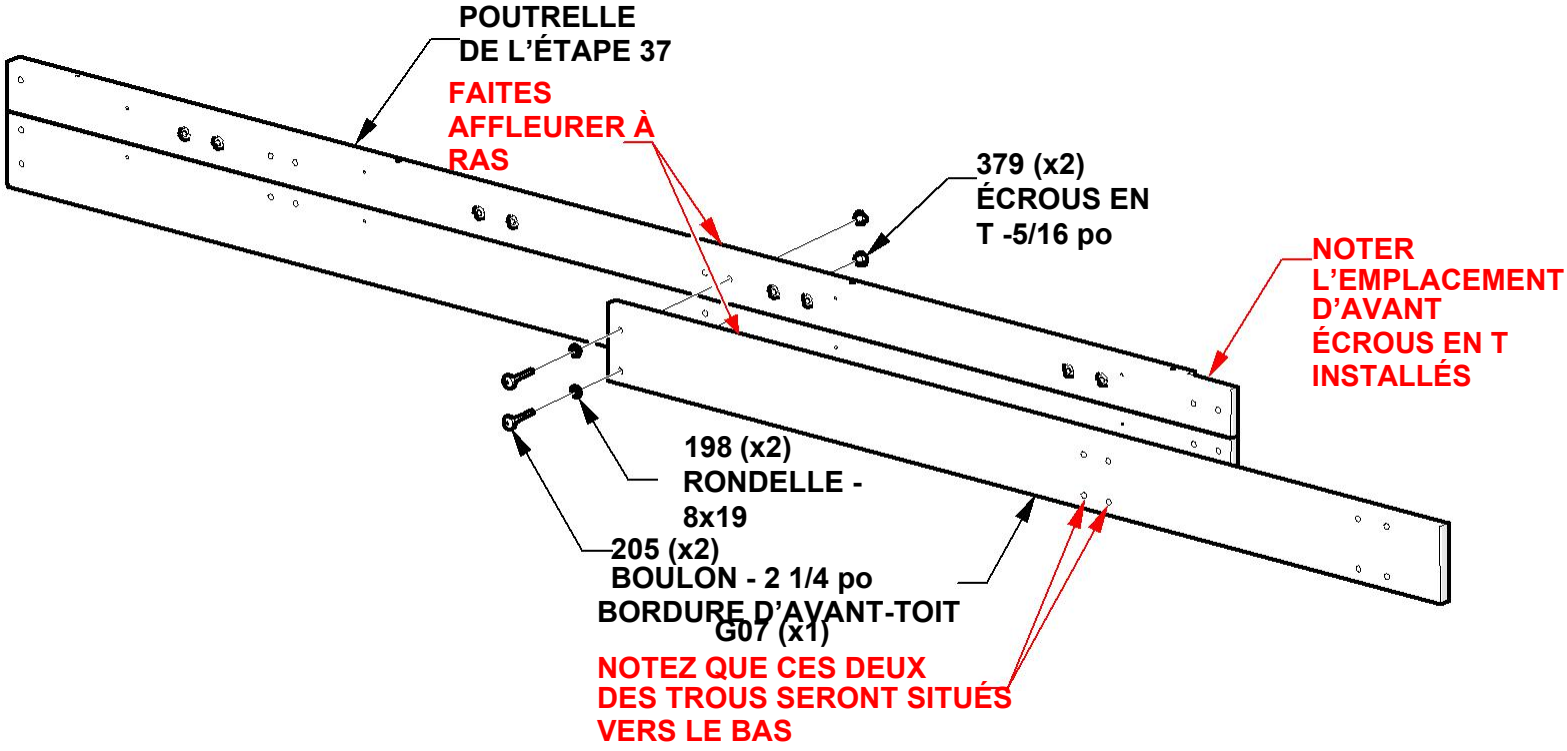 POUTRELLE
DE L'ÉTAPE 37
FAITES
AFFLEURER À
RAS
379 (x2)
ÉCROUS EN
T -5/16 po
NOTER
L'EMPLACEMENT
D'AVANT
ÉCROUS EN T
INSTALLÉS
198 (x2)
RONDELLE -
8x19
205 (x2)
BOULON - 2 1/4 po
BORDURE D'AVANT-TOIT
G07 (x1)
NOTEZ QUE CES DEUX
DES TROUS SERONT SITUÉS
VERS LE BAS